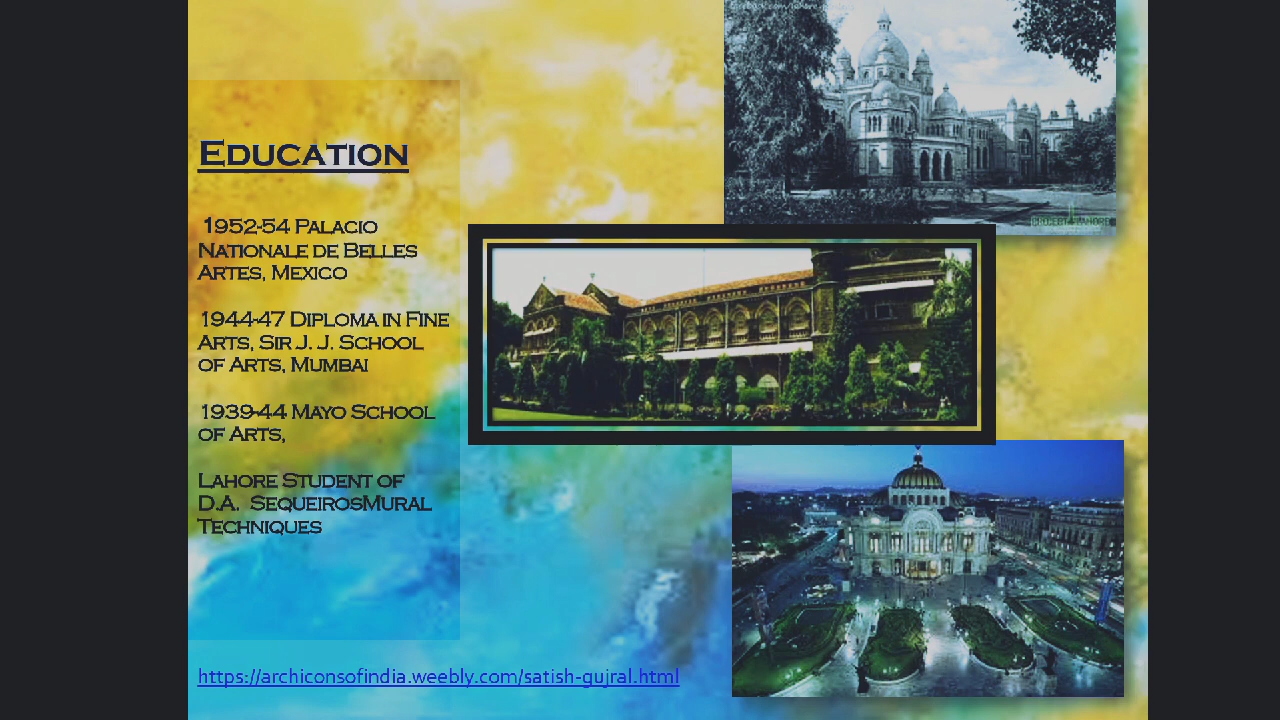 Education
1952-54 Palacio
Nationale de Belles
Artes, Mexico
1944-47 Diploma in Fine
Arts, Sir J. J. School
of Arts, Mumbai
1939-44 Mayo School
of Arts,
Lahore Student of
D.A.  SequeirosMural
Techniques
https://archiconsofindia.weebly.com/satish-gujral.html